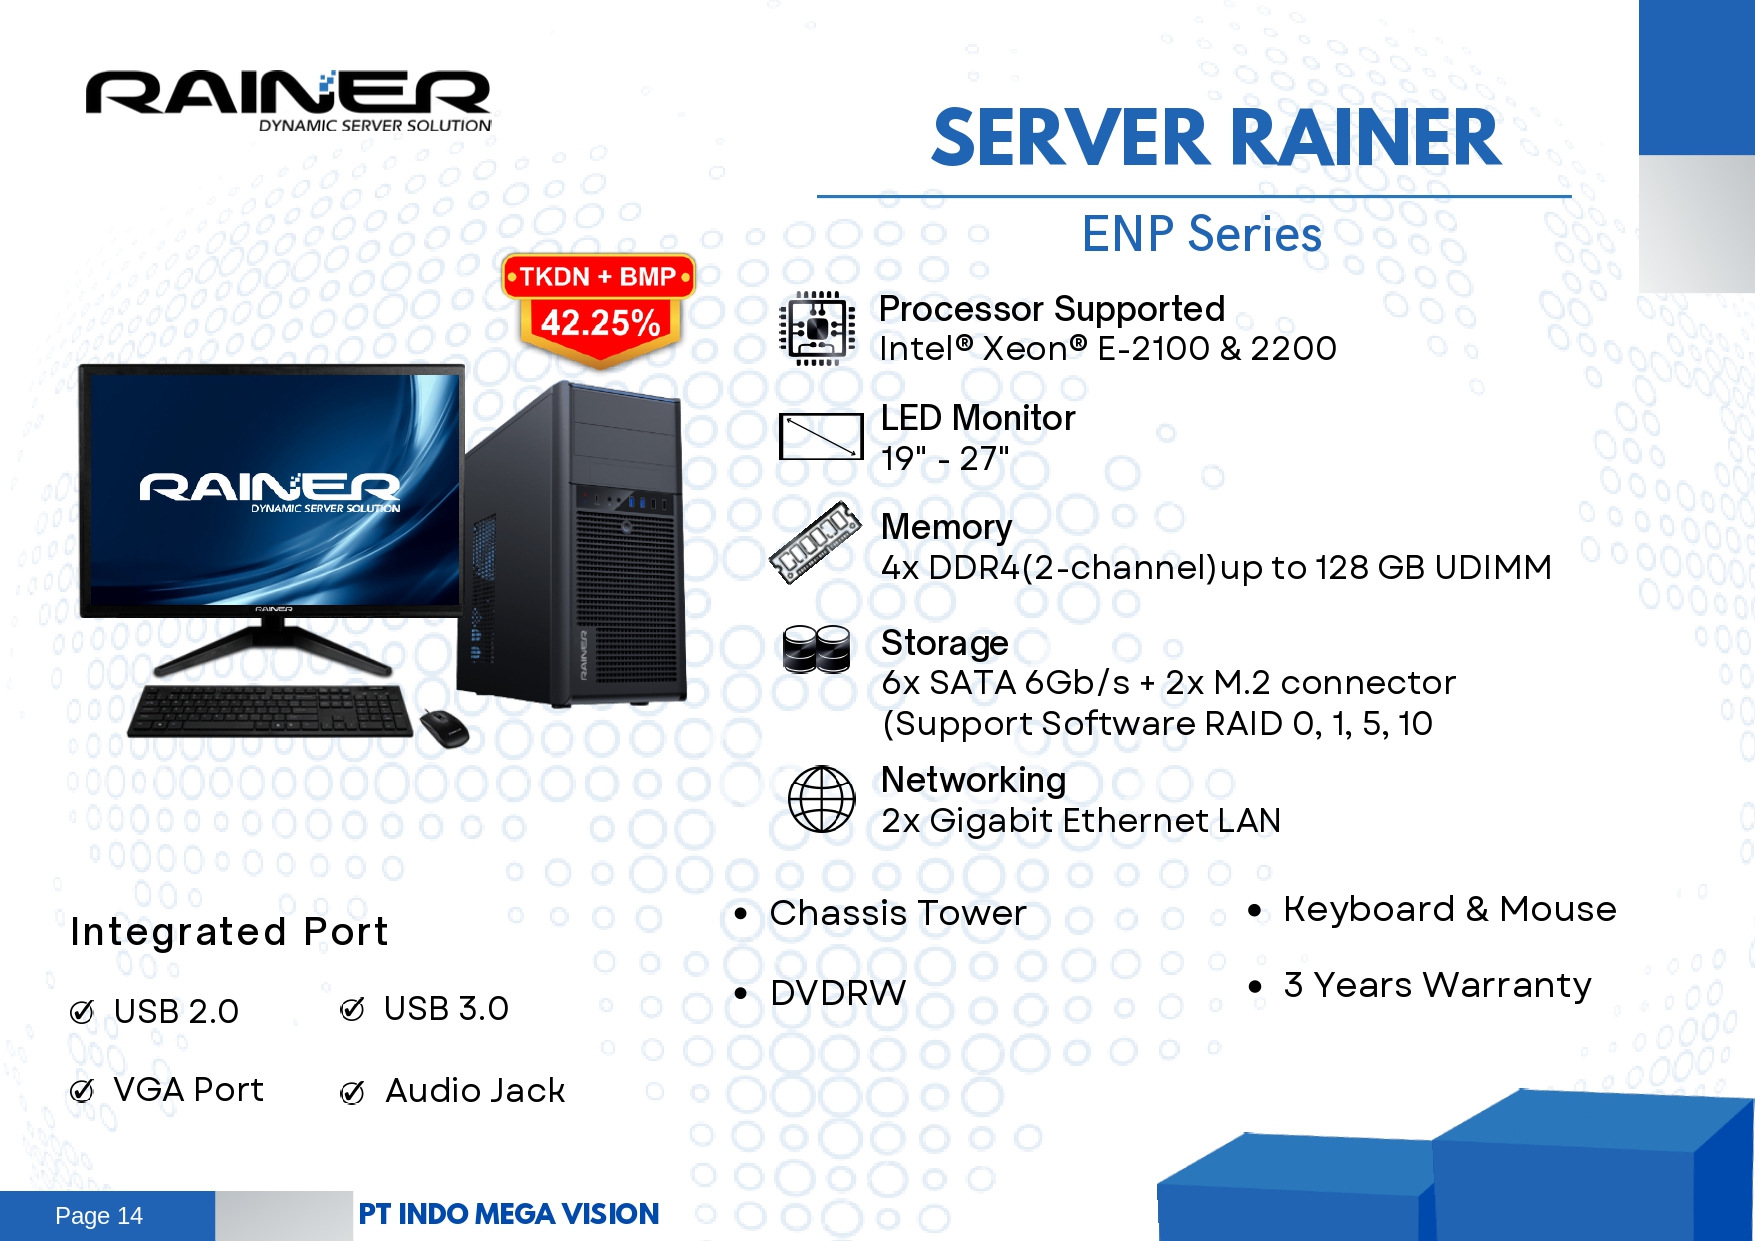 RAINER
DYNAMIC SERVER SOLUTION
SERVER RAINER
ENP Series
TKDN + BMP
42.25%
RAINER
DYNAMIC SERVER SOLUTION
RAINER
RAINER
Processor Supported
Intel® Xeon® E-2100 & 2200
LED Monitor
19" - 27"
Memory
4x DDR4(2-channel)up to 128 GB UDIMM
Storage
6x SATA 6Gb/s + 2x M.2 connector
(Support Software RAID 0, 1, 5, 10
Networking
2x Gigabit Ethernet LAN
Integrated Port
USB 2.0
USB 3.0
VGA Port
Audio Jack
• Chassis Tower
• DVDRW
• Keyboard & Mouse
• 3 Years Warranty
Page 14
PT INDO MEGA VISION